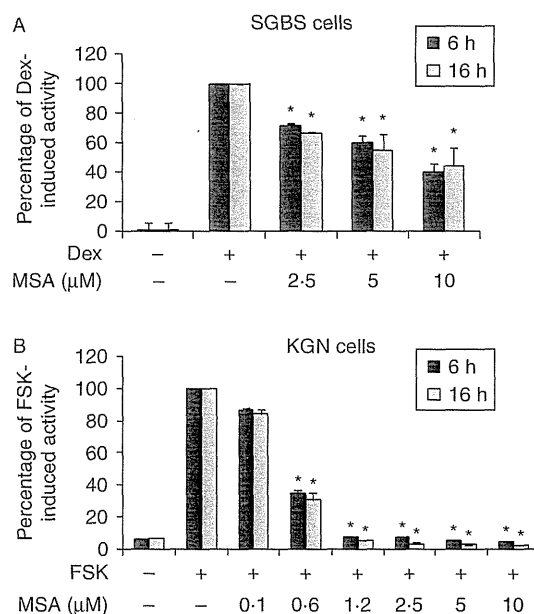 A
SGBS cells
6 h
16 h
Percentage of Dex-
induced activity
120
100
80
60
40
20
0
* * * * * *
Dex – + + + +
MSA (μM) – – 2·5 5 10
B
KGN cells
6 h
16 h
Percentage of FSK-
induced activity
120
100
80
60
40
20
0
* * * * * * * * * *
FSK – + + + + + + +
MSA (μM) – – 0·1 0·6 1·2 2·5 5 10